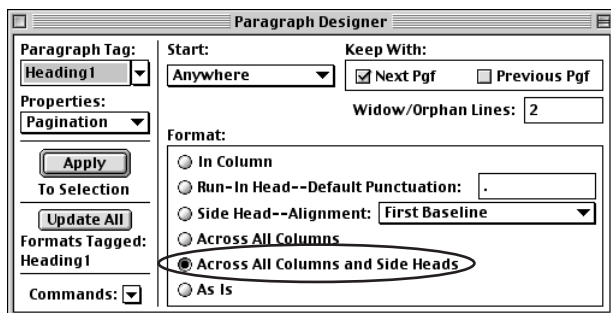 Paragraph Designer
Paragraph Tag:
Heading1
Properties:
Pagination
Apply
To Selection
Update All
Formats Tagged:
Heading1
Commands:
Start:
Anywhere
Keep With:
Next Pgf
Previous Pgf
Widow/Orphan Lines: 2
Format:
In Column
Run-In Head--Default Punctuation: .
Side Head--Alignment: First Baseline
Across All Columns
Across All Columns and Side Heads
As Is